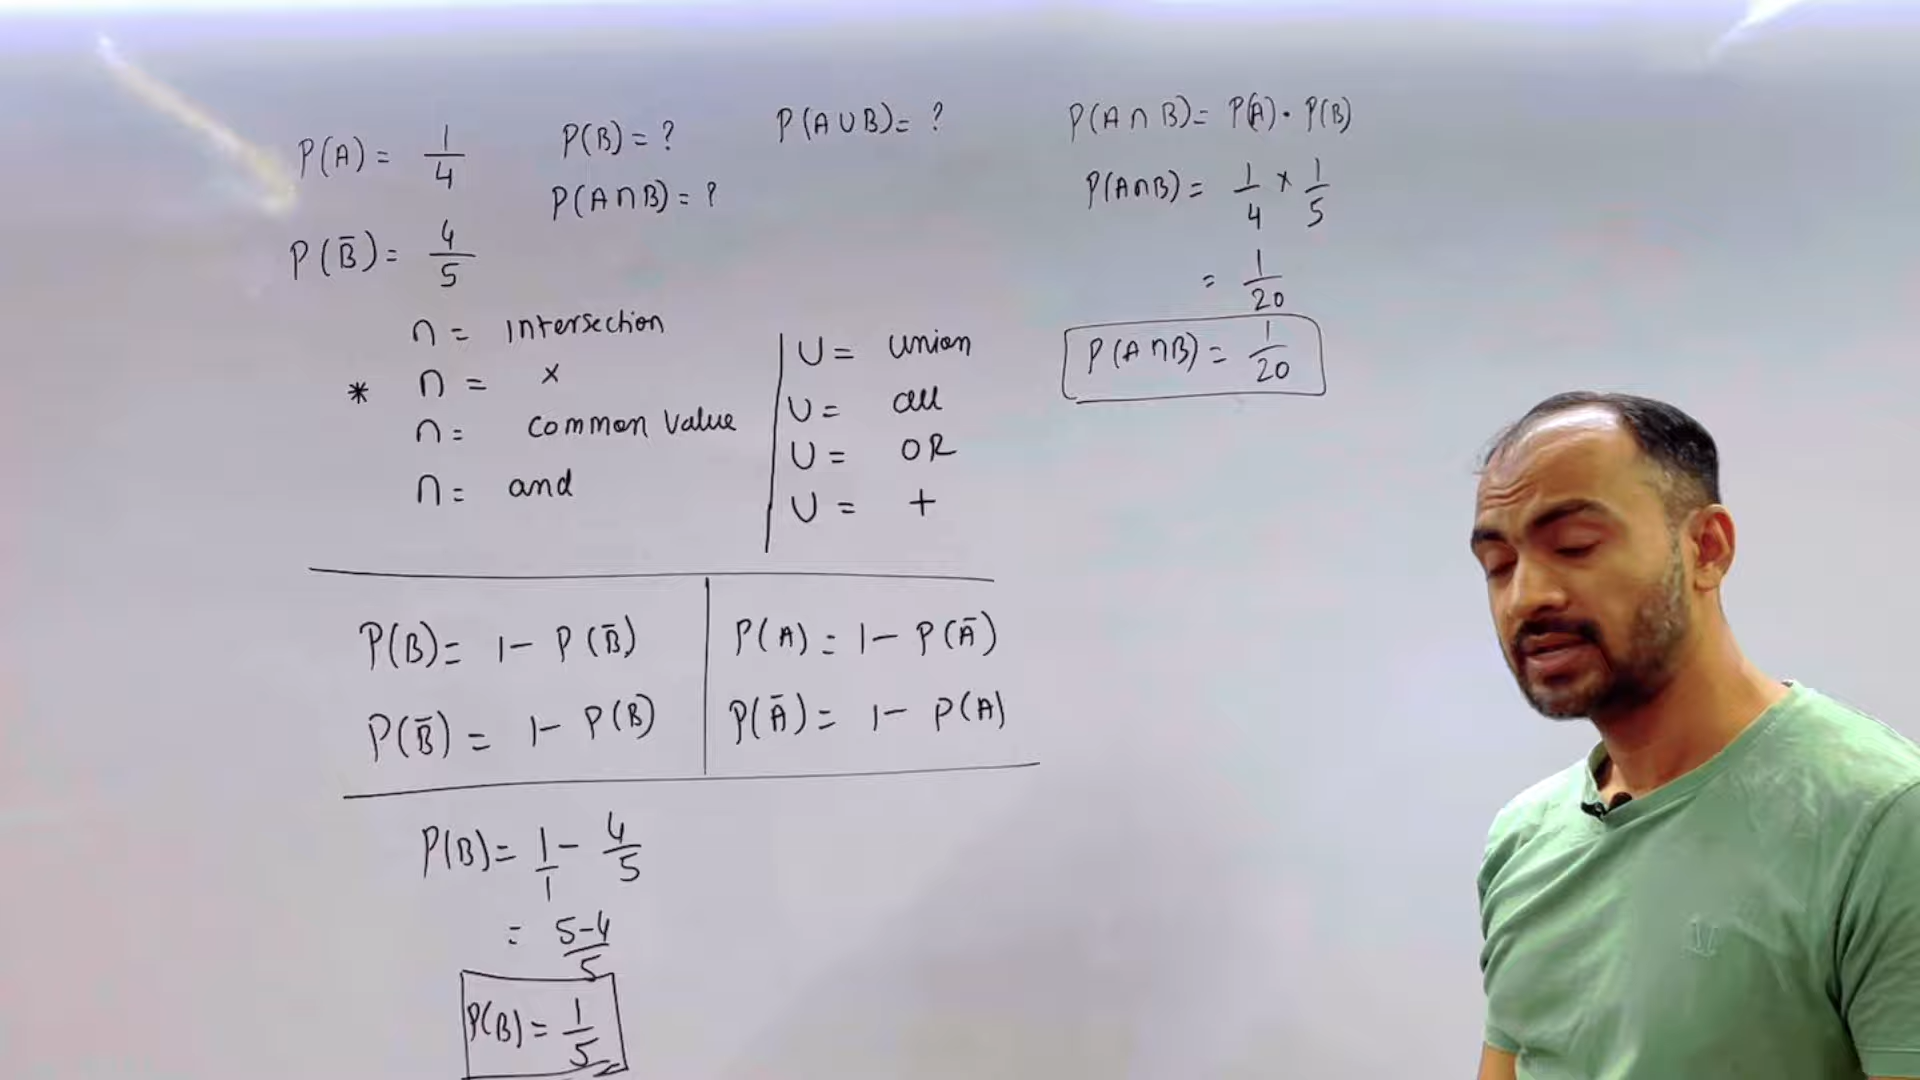 P(A) = 1/4
P(B) = ?
P(A∪B) = ?
P(A∩B) = ?
P(B̄) = 4/5
∩ = Intersection
* ∩ = ×
∩ = Common Value
∩ = and
∪ = union
∪ = all
∪ = OR
∪ = +
P(B) = 1 - P(B̄)
P(B̄) = 1 - P(B)
P(A) = 1 - P(Ā)
P(Ā) = 1 - P(A)
P(B) = 1/1 - 4/5
= 5-4/5
P(B) = 1/5
P(A∩B) = P(A) · P(B)
P(A∩B) = 1/4 × 1/5
= 1/20
P(A∩B) = 1/20